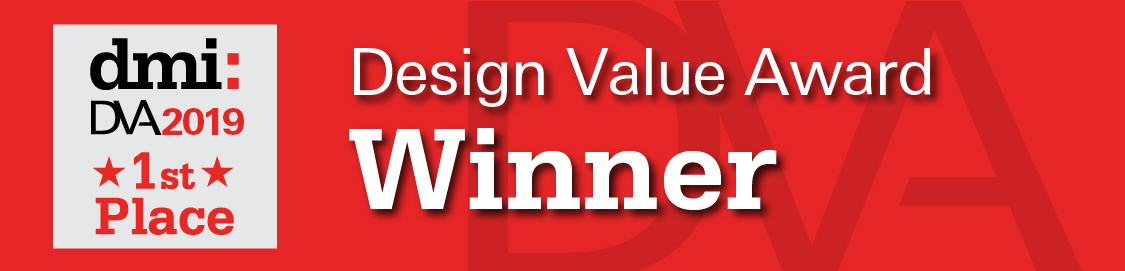 dmi:
DVA2019
★1st★
Place
Design Value Award
Winner
DVA